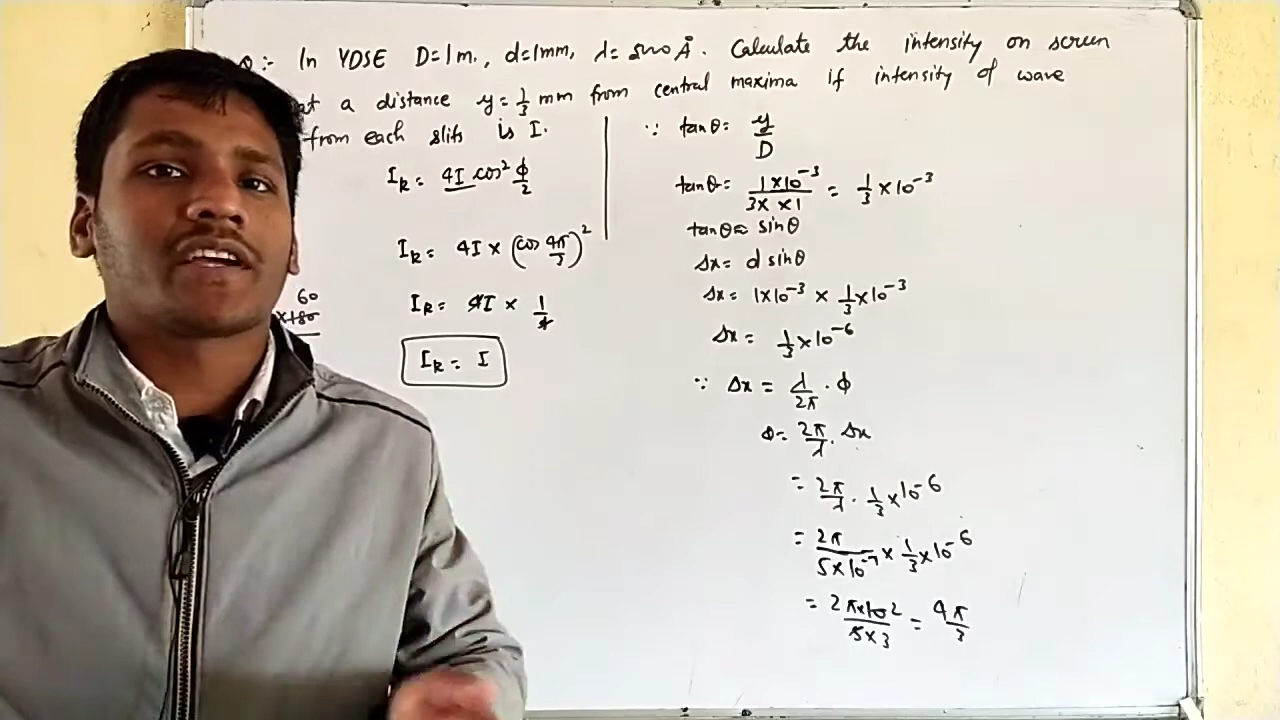 Q:- In YDSE D=1m., d=1mm, λ= 5000 Å. Calculate the intensity on screen
at a distance y= 1/3 mm from central maxima if intensity of wave
from each slits is I.
I_R = 4I cos² ϕ/2
I_R = 4I × (cos 4π/3)²
I_R = 4I × 1/4
I_R = I
60
×180
∵ tanθ= y/D
tanθ= 1×10⁻³/3× ×1 = 1/3 ×10⁻³
tanθ≈ sinθ
Δx= d sinθ
Δx= 1×10⁻³ × 1/3×10⁻³
Δx= 1/3 ×10⁻⁶
∵ Δx = λ/2π · ϕ
ϕ= 2π/λ · Δx
= 2π/λ · 1/3 ×10⁻⁶
= 2π/5×10⁻⁷ × 1/3 ×10⁻⁶
= 2π×10 2/5×3 = 4π/3